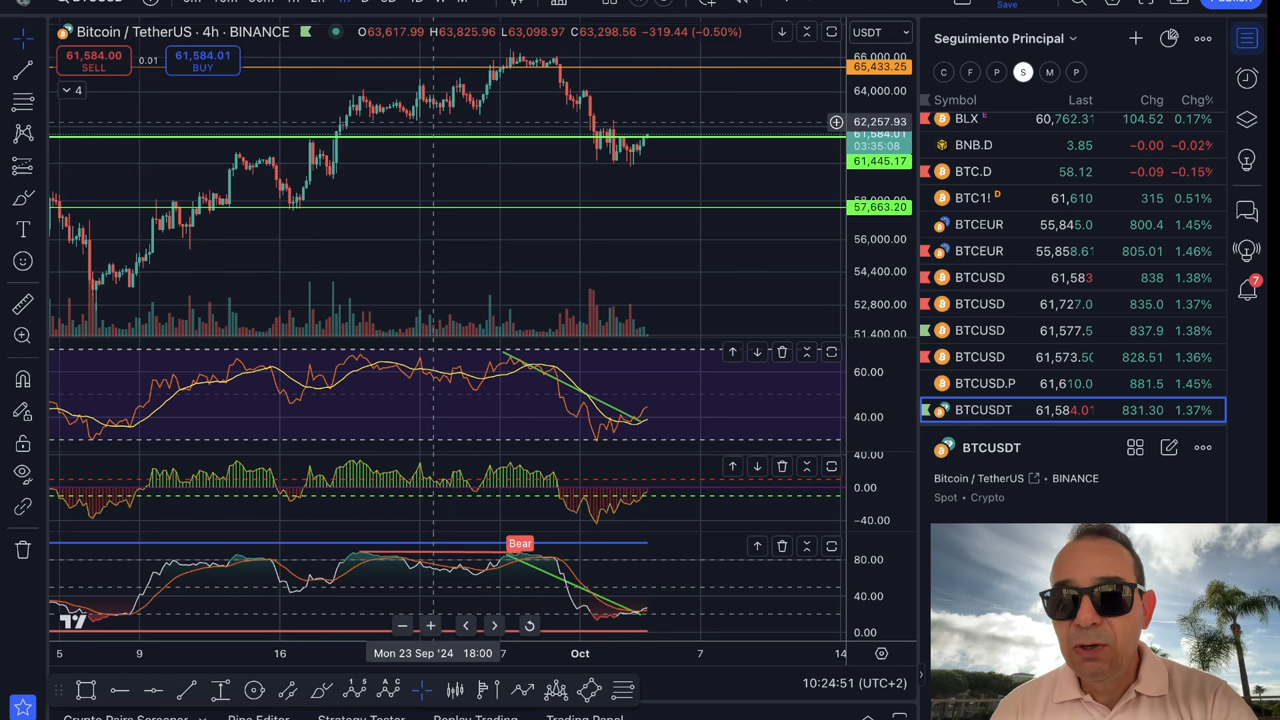 Save
Bitcoin / TetherUS · 4h · BINANCE
O63,617.99 H63,825.96 L63,098.97 C63,298.56 −319.44 (−0.50%)
USDT
61,584.00
SELL
0.01
61,584.01
BUY
4
66,000.00
65,433.25
64,000.00
62,257.93
61,584.01
03:35:08
61,445.17
57,663.20
56,000.00
54,400.00
52,800.00
51,400.00
60.00
40.00
40.00
0.00
−40.00
Bear
80.00
40.00
0.00
5
9
16
Mon 23 Sep '24 18:00
7
Oct
7
14
10:24:51 (UTC+2)
Crypto Pairs Screener
Pine Editor
Strategy Tester
Replay Trading
Trading Panel
Seguimiento Principal
C F P S M P
Symbol Last Chg Chg%
BLX E 60,762.31 104.52 0.17%
BNB.D 3.85 −0.00 −0.02%
BTC.D 58.12 −0.09 −0.15%
BTC1! D 61,610 315 0.51%
BTCEUR 55,845.0 800.4 1.45%
BTCEUR 55,858.61 805.01 1.46%
BTCUSD 61,583 838 1.38%
BTCUSD 61,727.0 835.0 1.37%
BTCUSD 61,577.5 837.9 1.38%
BTCUSD 61,573.50 828.51 1.36%
BTCUSD.P 61,610.0 881.5 1.45%
BTCUSDT 61,584.01 831.30 1.37%
BTCUSDT
Bitcoin / TetherUS · BINANCE
Spot · Crypto
7